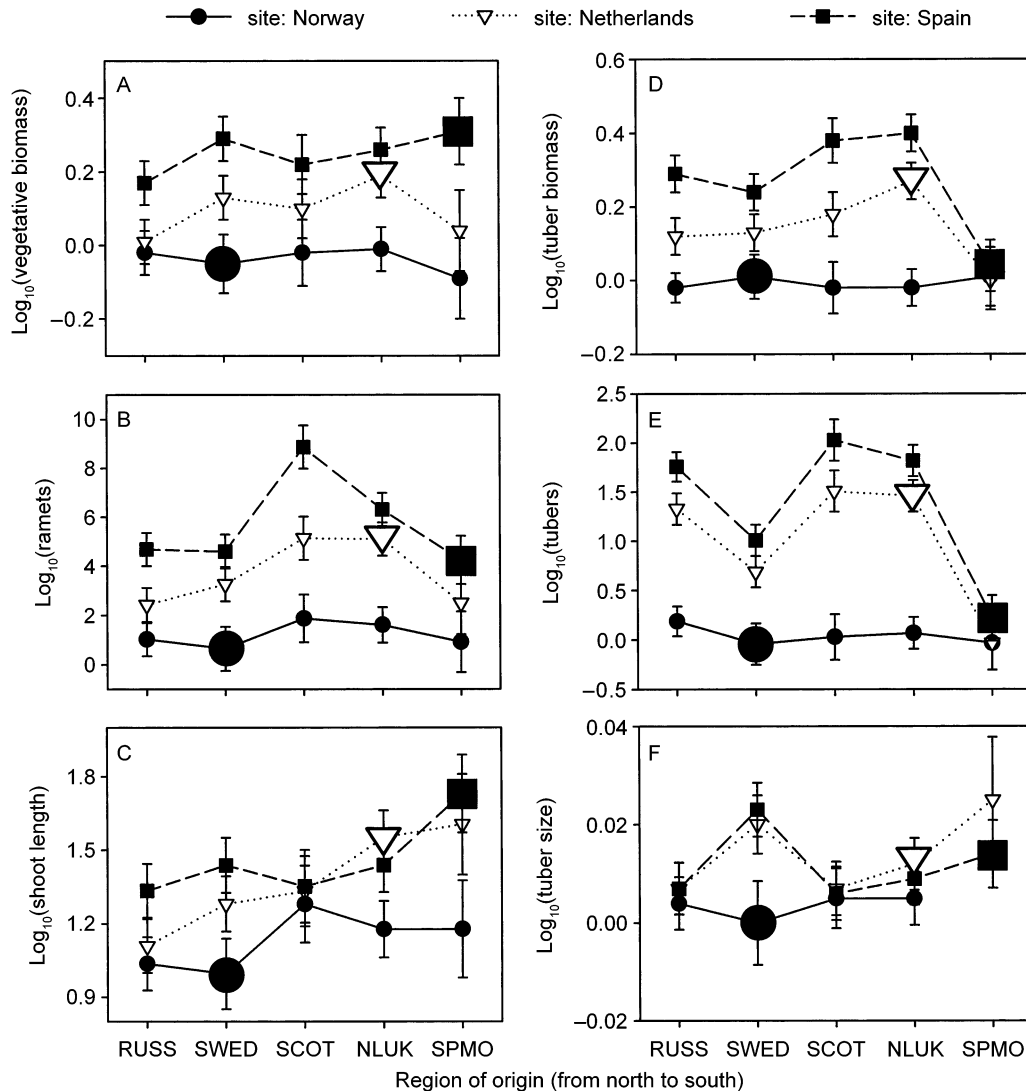 site: Norway site: Netherlands site: Spain
A
Log10(vegetative biomass)
0.4
0.2
0.0
–0.2
D
Log10(tuber biomass)
0.6
0.4
0.2
0.0
–0.2
B
Log10(ramets)
10
8
6
4
2
0
E
Log10(tubers)
2.5
2.0
1.5
1.0
0.5
0.0
–0.5
C
Log10(shoot length)
1.8
1.5
1.2
0.9
RUSS SWED SCOT NLUK SPMO
F
Log10(tuber size)
0.04
0.02
0.00
–0.02
RUSS SWED SCOT NLUK SPMO
Region of origin (from north to south)